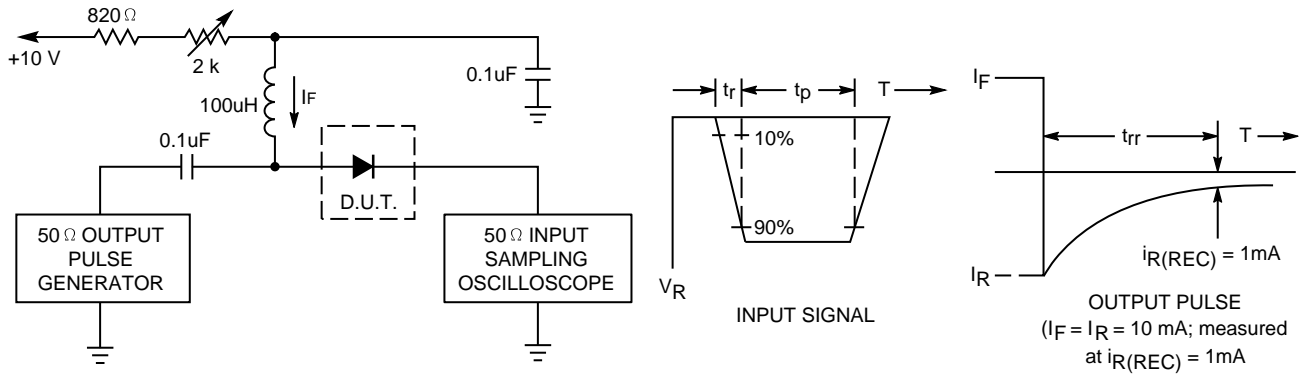 820 Ω
+10 V
2 k
0.1uF
100uH
IF
0.1uF
D.U.T.
50 Ω OUTPUT
PULSE
GENERATOR
50 Ω INPUT
SAMPLING
OSCILLOSCOPE
tr
tp
T
10%
90%
VR
INPUT SIGNAL
IF
trr
T
IR
iR(REC) = 1mA
OUTPUT PULSE
(IF = IR = 10 mA; measured
at iR(REC) = 1mA